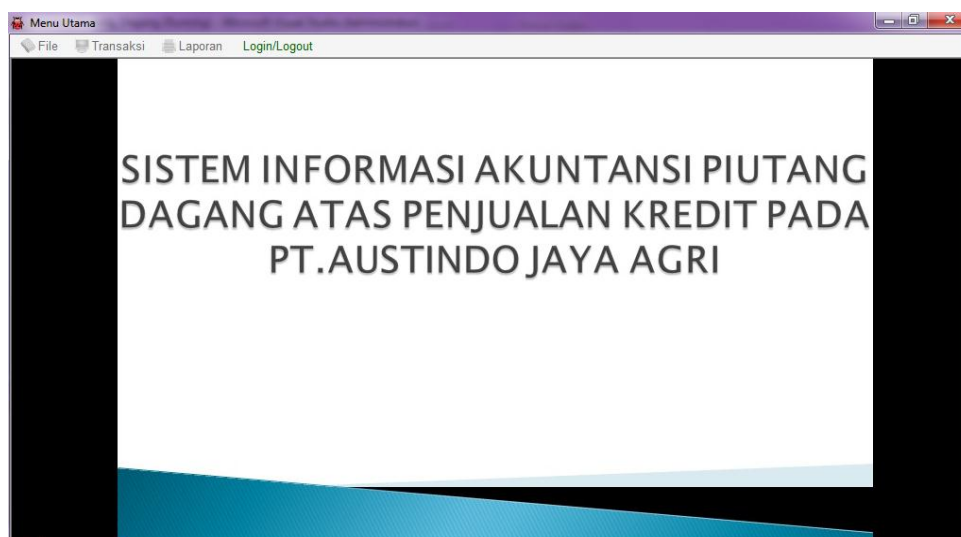 Menu Utama
File Transaksi Laporan Login/Logout
SISTEM INFORMASI AKUNTANSI PIUTANG
DAGANG ATAS PENJUALAN KREDIT PADA
PT.AUSTINDO JAYA AGRI